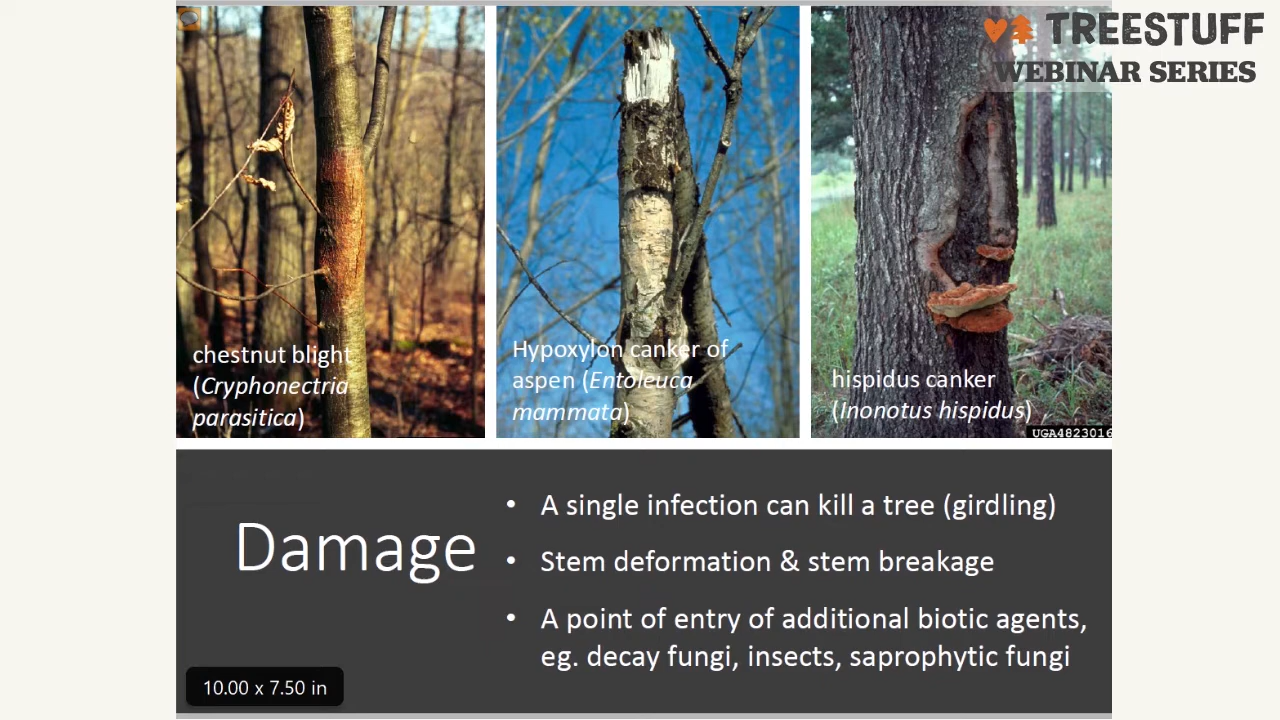 TREESTUFF
WEBINAR SERIES
chestnut blight
(Cryphonectria
parasitica)
Hypoxylon canker of
aspen (Entoleuca
mammata)
hispidus canker
(Inonotus hispidus)
UGA4823016
Damage
• A single infection can kill a tree (girdling)
• Stem deformation & stem breakage
• A point of entry of additional biotic agents,
eg. decay fungi, insects, saprophytic fungi
10.00 x 7.50 in